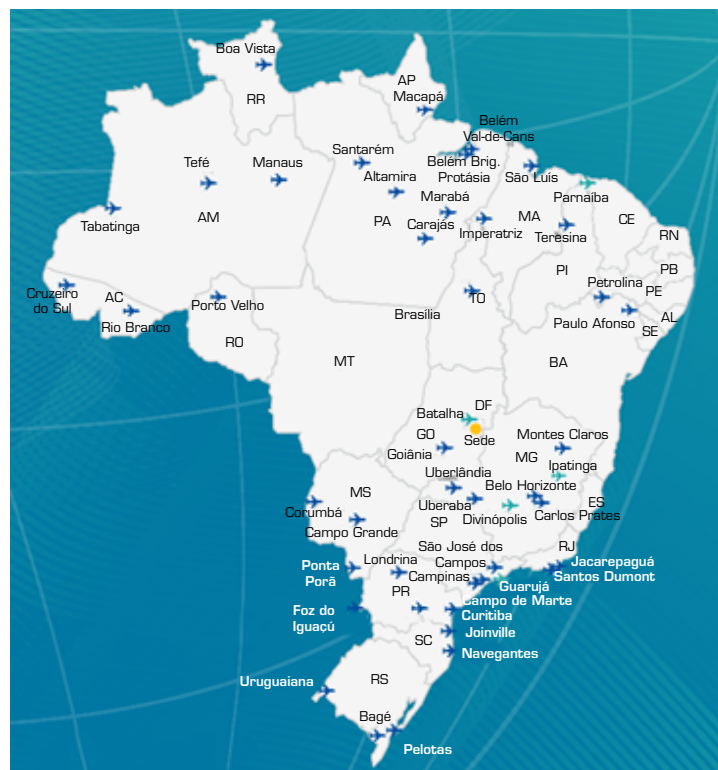 Boa Vista
RR
AP
Macapá
Belém
Val-de-Cans
Santarém
Belém Brig.
Protásia
Altamira
São Luís
Tefé
Manaus
Marabá
Parnaíba
AM
PA
Carajás
Imperatriz
MA
Teresina
CE
RN
Tabatinga
PI
PB
Petrolina
PE
Cruzeiro
do Sul
AC
Rio Branco
Porto Velho
TO
Brasília
Paulo Afonso
AL
SE
RO
MT
BA
Batalha
DF
Sede
GO
Goiânia
Montes Claros
MG
Ipatinga
Uberlândia
Belo Horizonte
MS
Corumbá
Campo Grande
Uberaba
SP
Divinópolis
Carlos Prates
ES
São José dos
Campos
RJ
Jacarepaguá
Santos Dumont
Ponta
Porã
Londrina
Campinas
Guarujá
Campo de Marte
PR
Curitiba
Foz do
Iguaçú
Joinville
SC
Navegantes
Uruguaiana
RS
Bagé
Pelotas